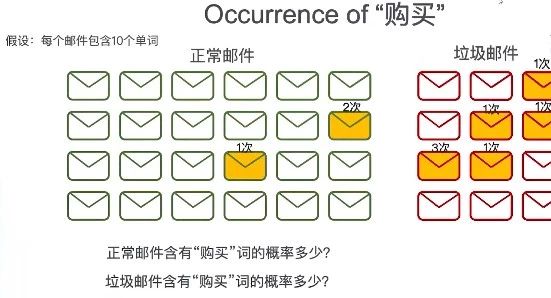 Occurrence of “购买”
假设：每个邮件包含10个单词
正常邮件
垃圾邮件
1次
2次
1次
1次
1次
3次
1次
正常邮件含有“购买”词的概率多少?
垃圾邮件含有“购买”词的概率多少?